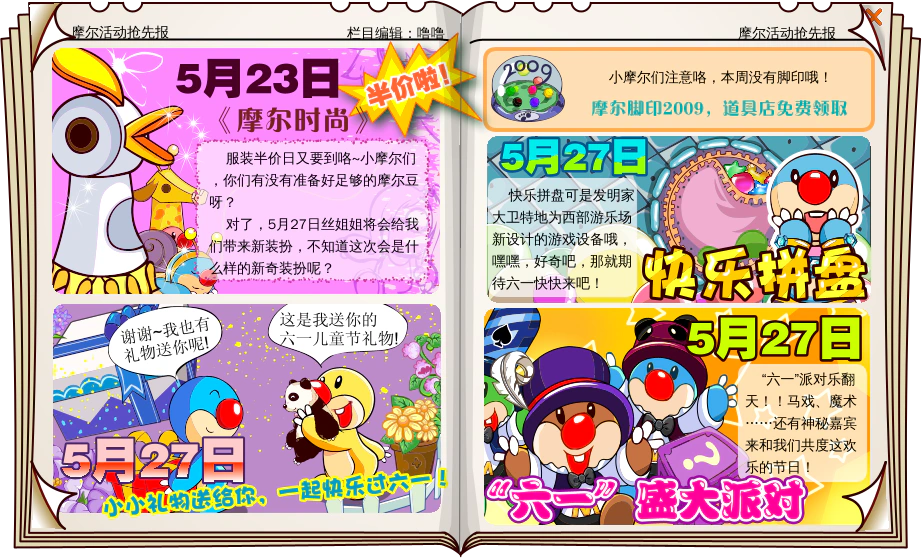 摩尔活动抢先报
栏目编辑：噜噜
5月23日
半价啦！
《摩尔时尚》
服装半价日又要到咯~小摩尔们
，你们有没有准备好足够的摩尔豆
呀？
对了，5月27日丝姐姐将会给我
们带来新装扮，不知道这次会是什
么样的新奇装扮呢？
谢谢~我也有
礼物送你呢!
这是我送你的
六一儿童节礼物!
5月27日
小小礼物送给你、一起快乐过六一！
摩尔活动抢先报
2009
小摩尔们注意咯，本周没有脚印哦！
摩尔脚印2009，道具店免费领取
5月27日
快乐拼盘可是发明家
大卫特地为西部游乐场
新设计的游戏设备哦，
嘿嘿，好奇吧，那就期
待六一快快来吧！
快乐拼盘
5月27日
“六一”派对乐翻
天！！马戏、魔术
……还有神秘嘉宾
来和我们共度这欢
乐的节日！
?
“六一”盛大派对